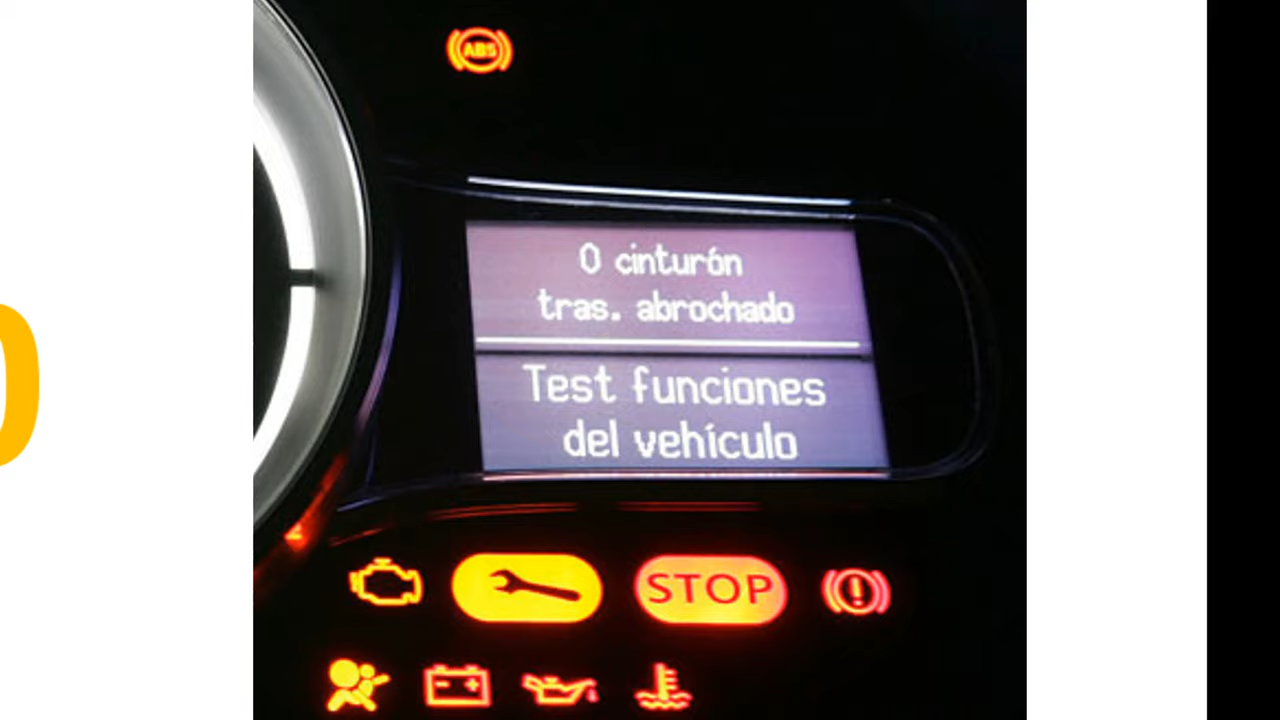 ABS
0 cinturón
tras. abrochado
Test funciones
del vehículo
STOP